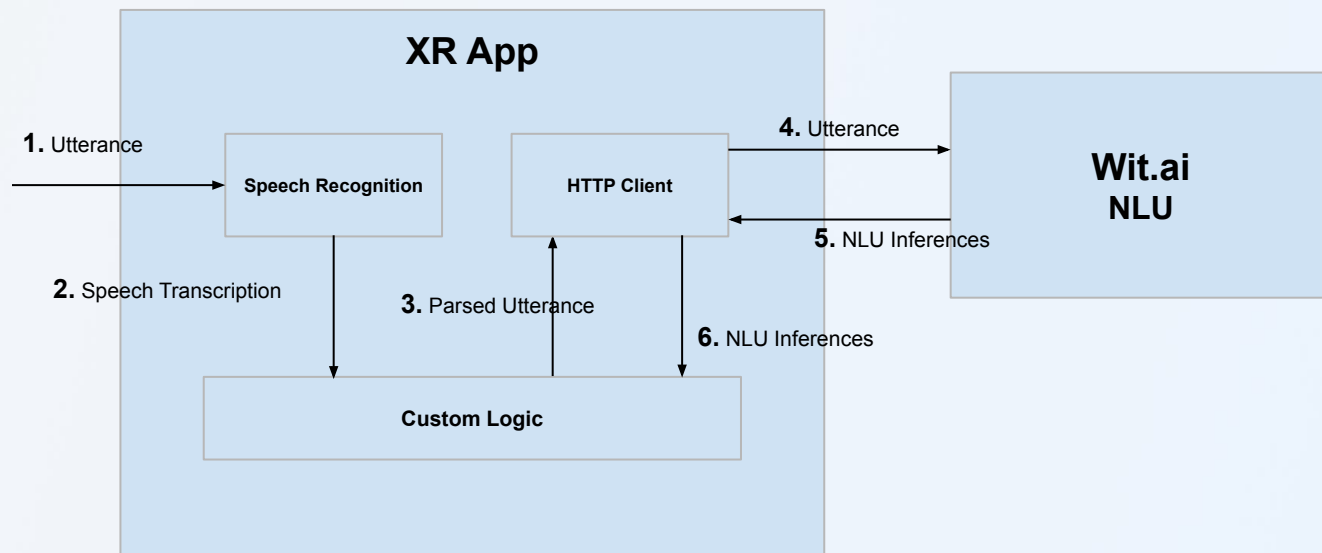 XR App
1. Utterance
Speech Recognition
HTTP Client
4. Utterance
Wit.ai
NLU
5. NLU Inferences
2. Speech Transcription
3. Parsed Utterance
6. NLU Inferences
Custom Logic